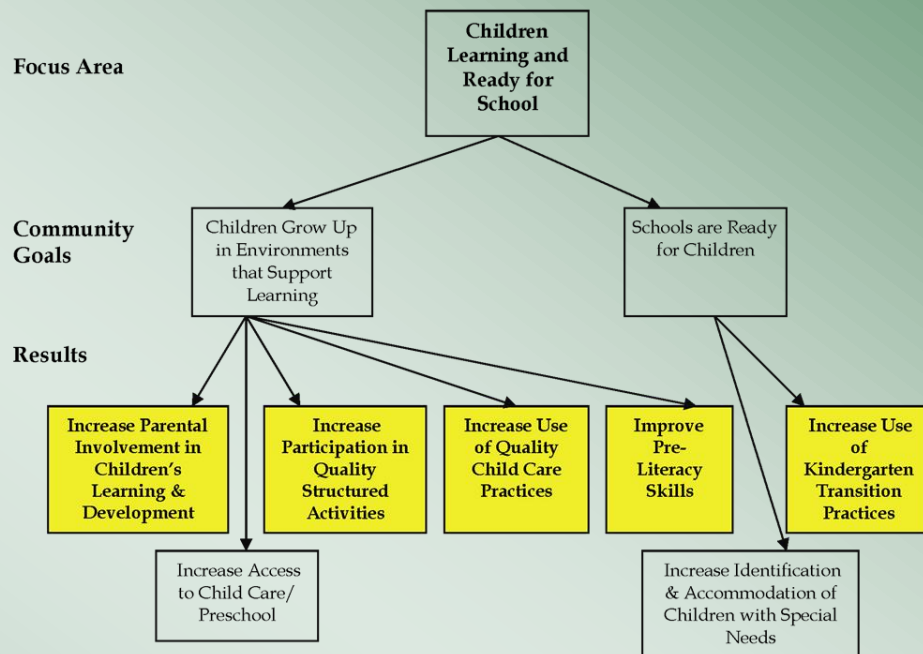 Focus Area
Children
Learning and
Ready for
School
Community
Goals
Children Grow Up
in Environments
that Support
Learning
Schools are Ready
for Children
Results
Increase Parental
Involvement in
Children's
Learning &
Development
Increase
Participation in
Quality
Structured
Activities
Increase Use
of Quality
Child Care
Practices
Improve
Pre-
Literacy
Skills
Increase Use
of
Kindergarten
Transition
Practices
Increase Access
to Child Care/
Preschool
Increase Identification
& Accommodation of
Children with Special
Needs